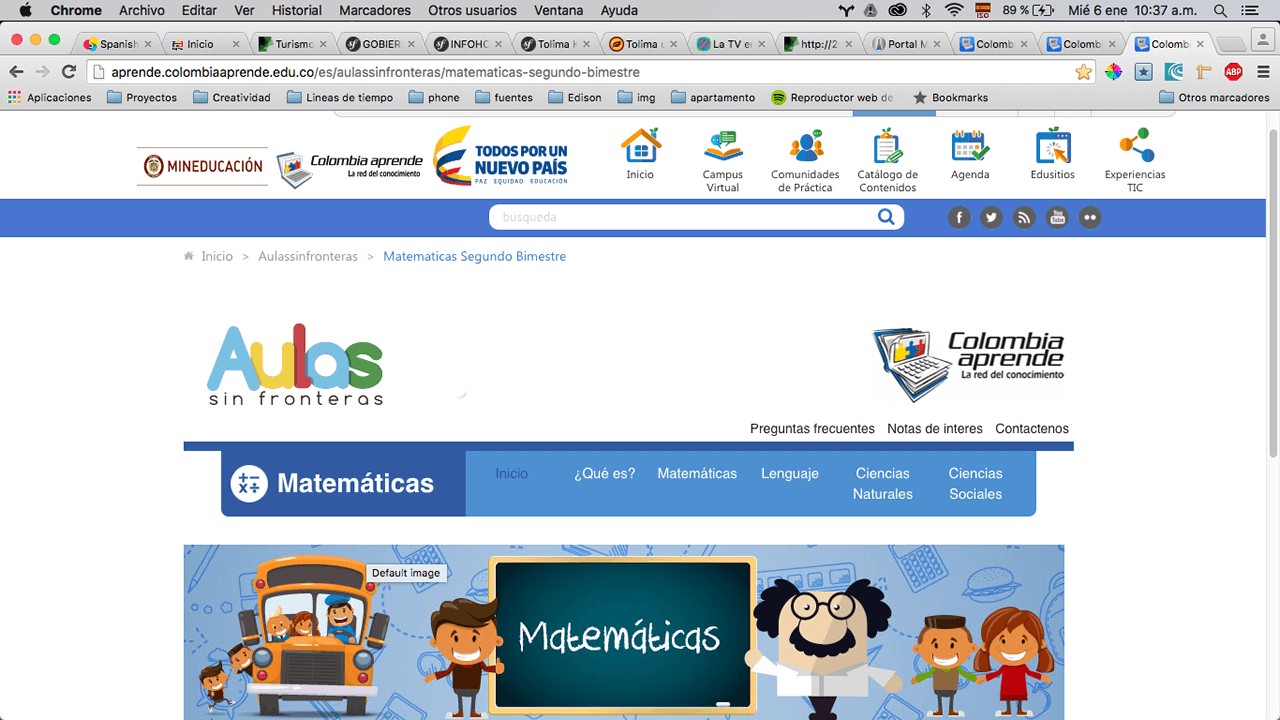 Chrome Archivo Editar Ver Historial Marcadores Otros usuarios Ventana Ayuda ISO 89 % Mié 6 ene 10:37 a.m.
Spanish Inicio Turismo GOBIER INFOHO Tolima Tolima u La TV e http://2 Portal M Colomb Colomb Colomb
aprende.colombiaaprende.edu.co/es/aulassinfronteras/matematicas-segundo-bimestre ABP
Aplicaciones Proyectos Creatividad Lineas de tiempo phone fuentes Edison img apartamento Reproductor web de Bookmarks Otros marcadores
MINEDUCACIÓN
Colombia aprende
La red del conocimiento
TODOS POR UN
NUEVO PAÍS
PAZ EQUIDAD EDUCACIÓN
Inicio
Campus
Virtual
Comunidades
de Práctica
Catálogo de
Contenidos
Agenda
Edusitios
Experiencias
TIC
busqueda
f You Tube
Inicio > Aulassinfronteras > Matematicas Segundo Bimestre
Aulas
sin fronteras
Colombia
aprende
La red del conocimiento
Preguntas frecuentes Notas de interes Contactenos
Matemáticas
Inicio
¿Qué es?
Matemáticas
Lenguaje
Ciencias
Naturales
Ciencias
Sociales
Default image
Matemáticas